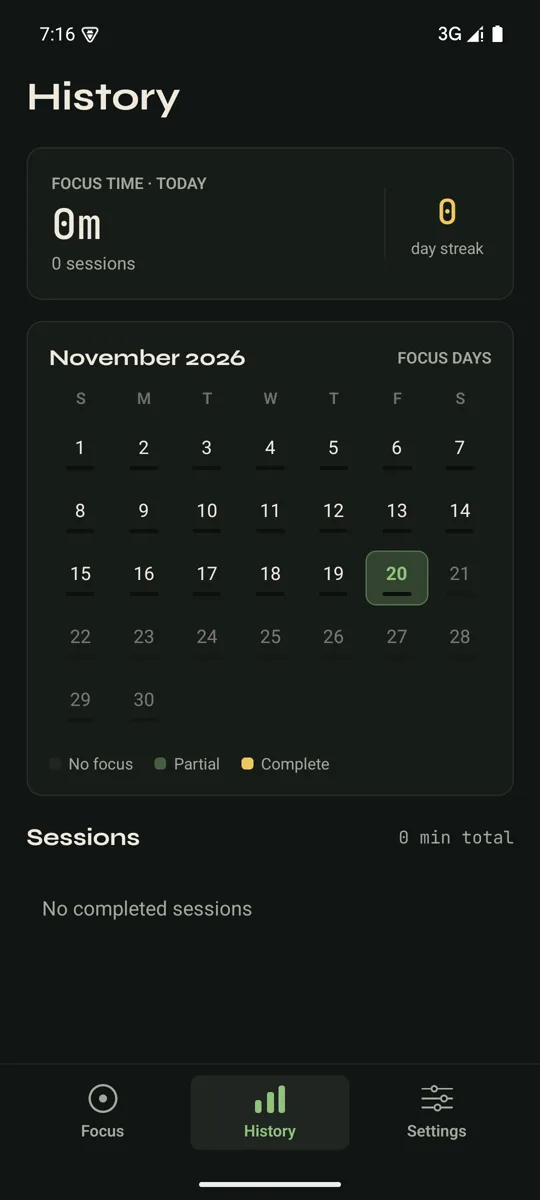 7:16
3G
History
FOCUS TIME · TODAY
0m
0 sessions
0
day streak
November 2026
FOCUS DAYS
S M T W T F S
1 2 3 4 5 6 7
8 9 10 11 12 13 14
15 16 17 18 19 20 21
22 23 24 25 26 27 28
29 30
No focus
Partial
Complete
Sessions
0 min total
No completed sessions
Focus
History
Settings